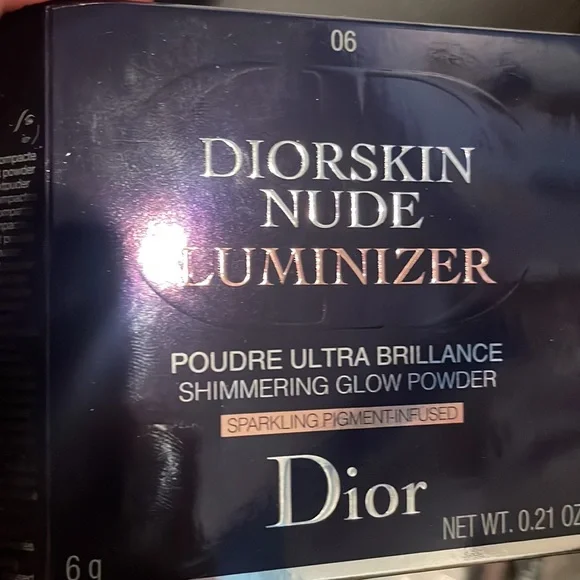 06
DIORSKIN
NUDE
LUMINIZER
POUDRE ULTRA BRILLANCE
SHIMMERING GLOW POWDER
SPARKLING PIGMENT-INFUSED
Dior
NET WT. 0.21 OZ
6 g
powder